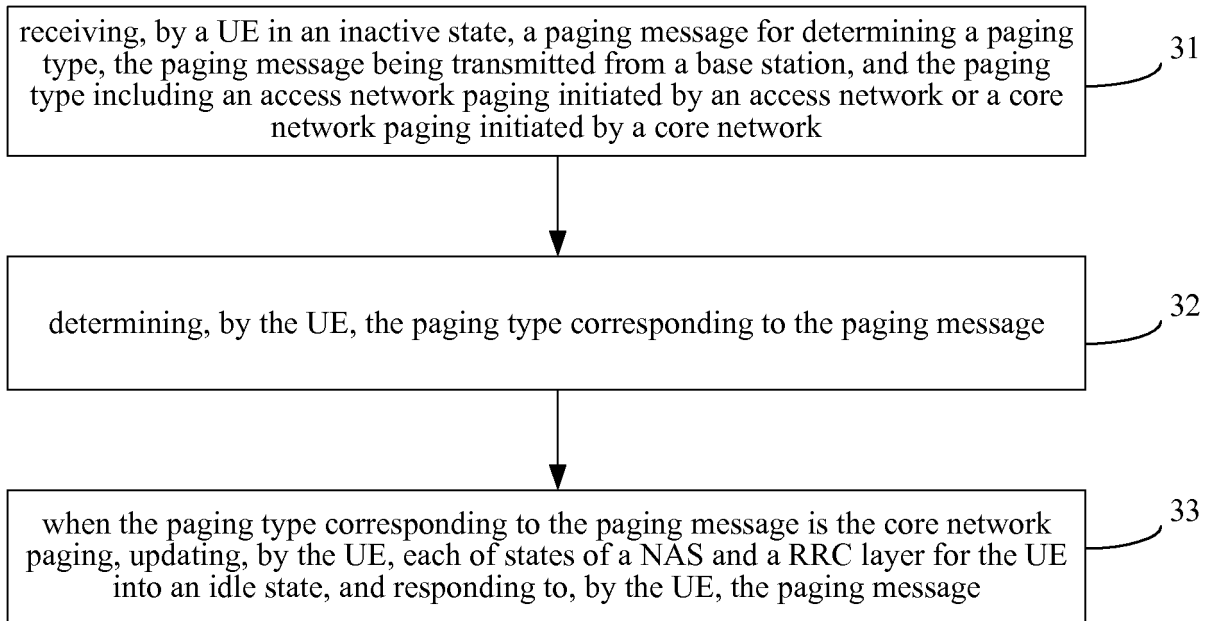 receiving, by a UE in an inactive state, a paging message for determining a paging
type, the paging message being transmitted from a base station, and the paging
type including an access network paging initiated by an access network or a core
network paging initiated by a core network
31
determining, by the UE, the paging type corresponding to the paging message
32
when the paging type corresponding to the paging message is the core network
paging, updating, by the UE, each of states of a NAS and a RRC layer for the UE
into an idle state, and responding to, by the UE, the paging message
33